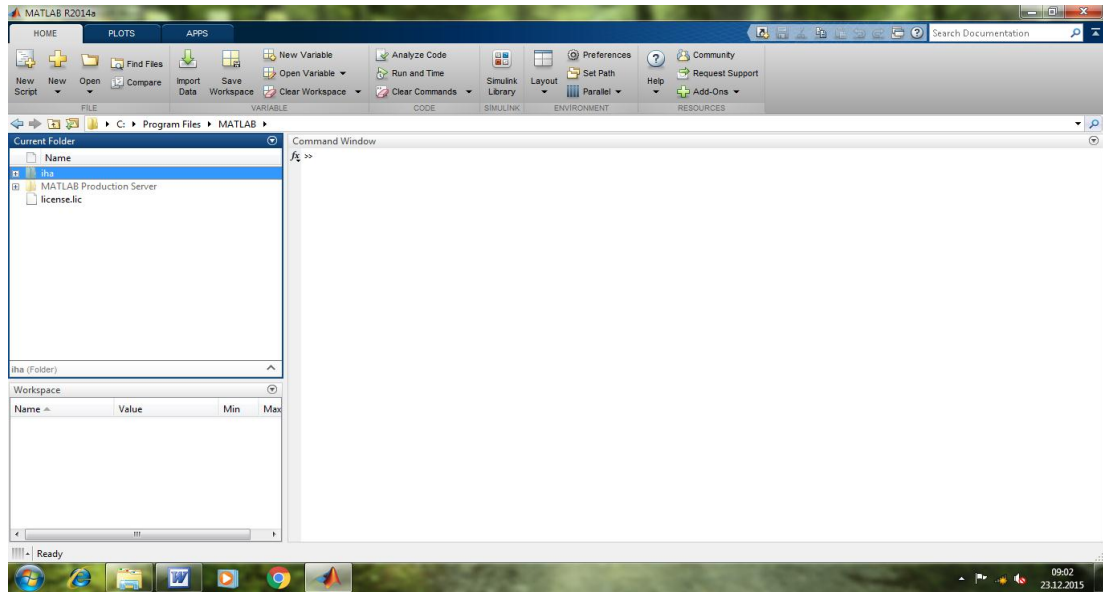 MATLAB R2014a
HOME PLOTS APPS
Search Documentation
New Script
New
Open
Find Files
Compare
Import Data
Save Workspace
New Variable
Open Variable
Clear Workspace
Analyze Code
Run and Time
Clear Commands
Simulink Library
Layout
Preferences
Set Path
Parallel
Help
Community
Request Support
Add-Ons
FILE VARIABLE CODE SIMULINK ENVIRONMENT RESOURCES
C: Program Files MATLAB
Current Folder
Name
iha
MATLAB Production Server
license.lic
iha (Folder)
Workspace
Name Value Min Max
Command Window
fx >>
Ready
09:02
23.12.2015